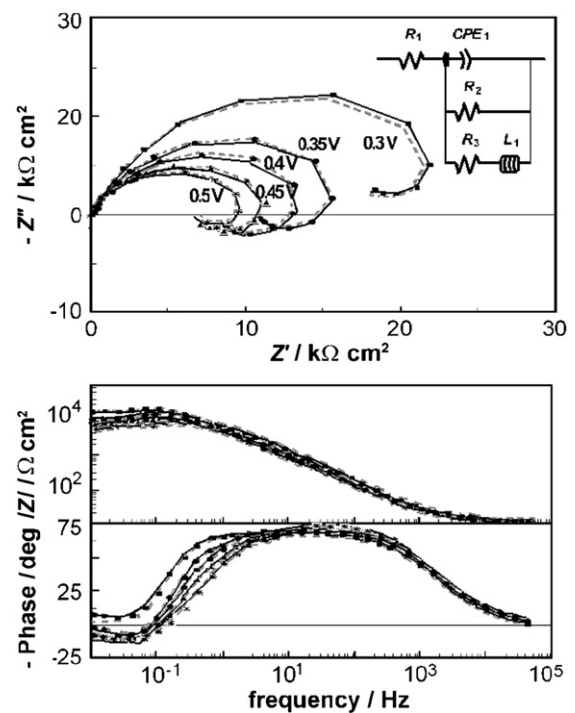 30
20
10
0
-10
- Z″ / kΩ cm²
R₁ CPE₁
R₂
R₃ L₁
0.3V
0.35V
0.4V
0.45V
0.5V
0 10 20 30
Z′ / kΩ cm²
10⁴
10²
75
25
-25
- Phase / deg /Z/ / Ω cm²
10⁻¹ 10¹ 10³ 10⁵
frequency / Hz